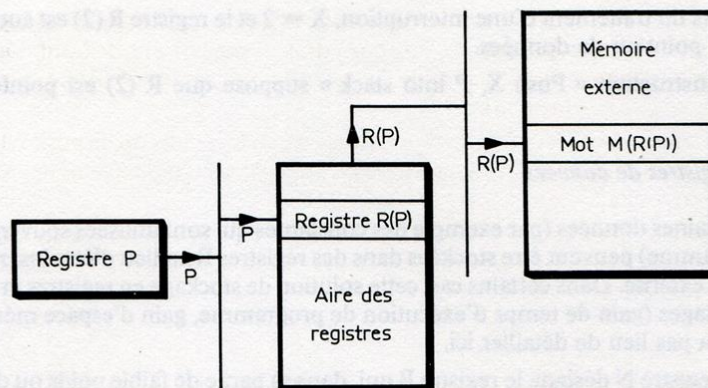 Registre P
P
P
Registre R(P)
Aire des
registres
R(P)
R(P)
Mémoire
externe
Mot M(R(P))